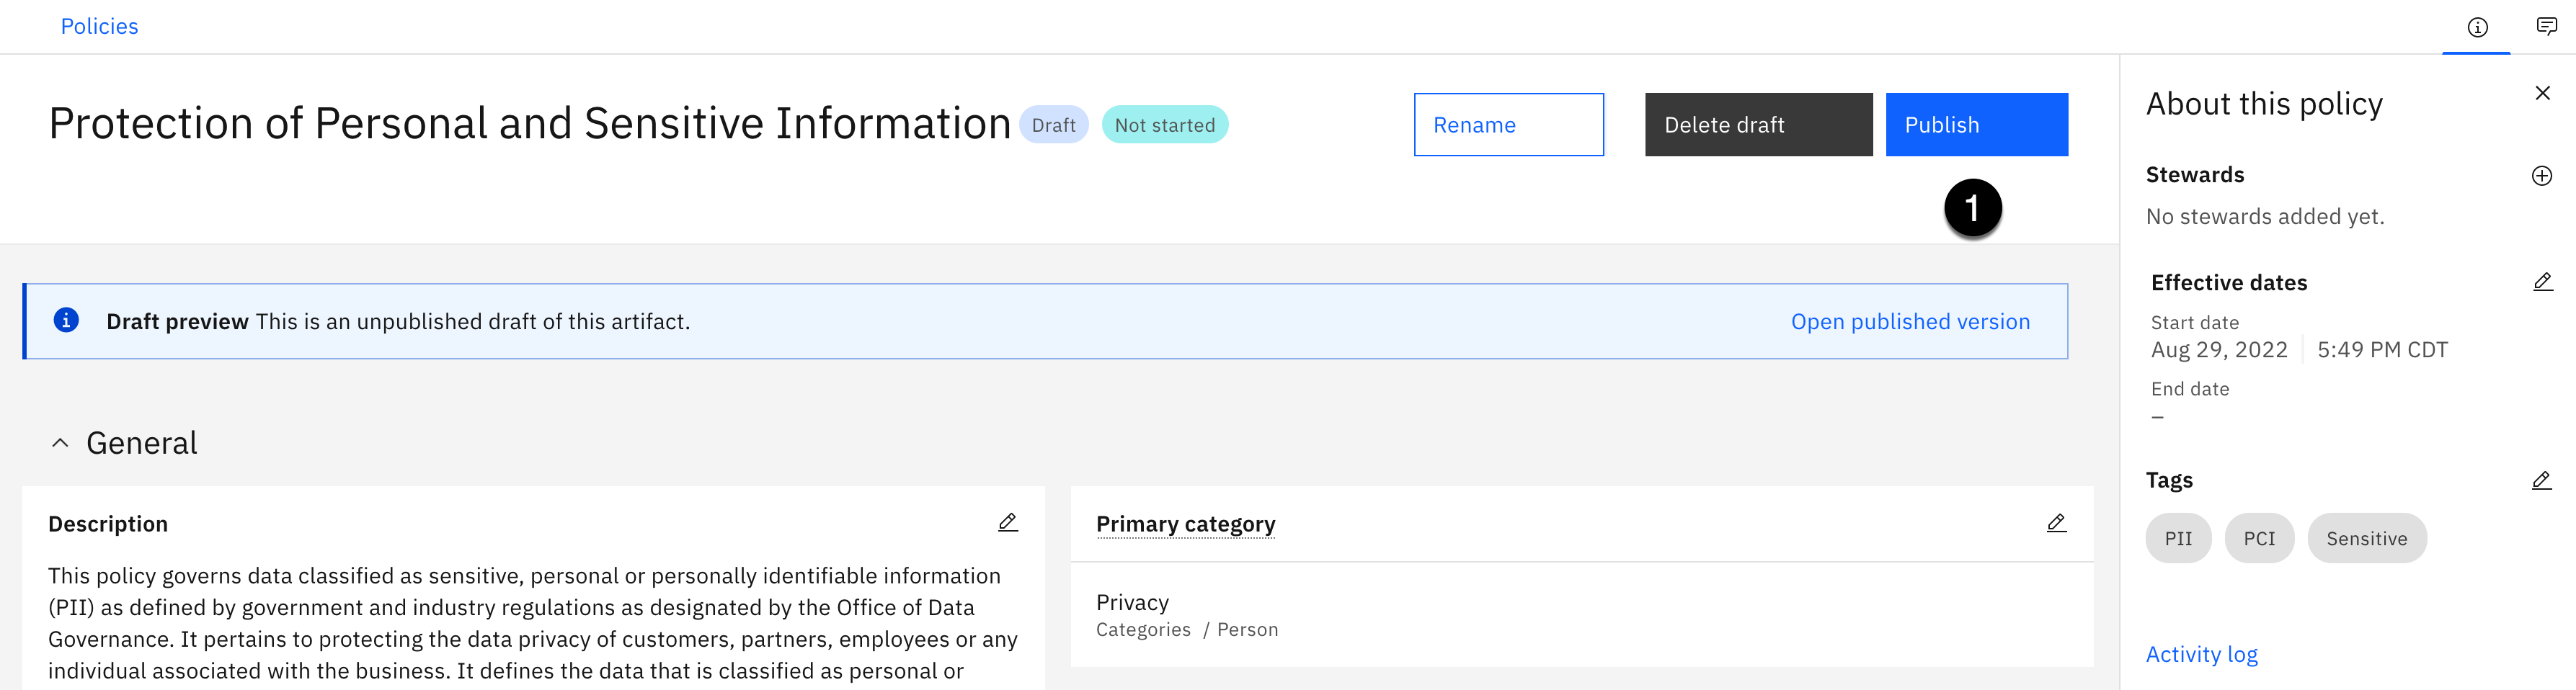 Policies
Protection of Personal and Sensitive Information Draft Not started
Rename Delete draft Publish
1
Draft preview This is an unpublished draft of this artifact. Open published version
General
Description
This policy governs data classified as sensitive, personal or personally identifiable information
(PII) as defined by government and industry regulations as designated by the Office of Data
Governance. It pertains to protecting the data privacy of customers, partners, employees or any
individual associated with the business. It defines the data that is classified as personal or
Primary category
Privacy
Categories / Person
About this policy
Stewards
No stewards added yet.
Effective dates
Start date
Aug 29, 2022 5:49 PM CDT
End date
–
Tags
PII PCI Sensitive
Activity log